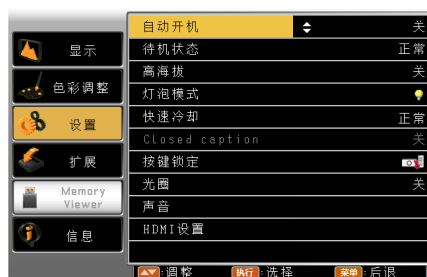 显示
色彩调整
设置
扩展
Memory
Viewer
信息
自动开机 关
待机状态 正常
高海拔 关
灯泡模式
快速冷却 正常
Closed caption 关
按键锁定
光圈 关
声音
HDMI设置
:调整 执行:选择 菜单:后退